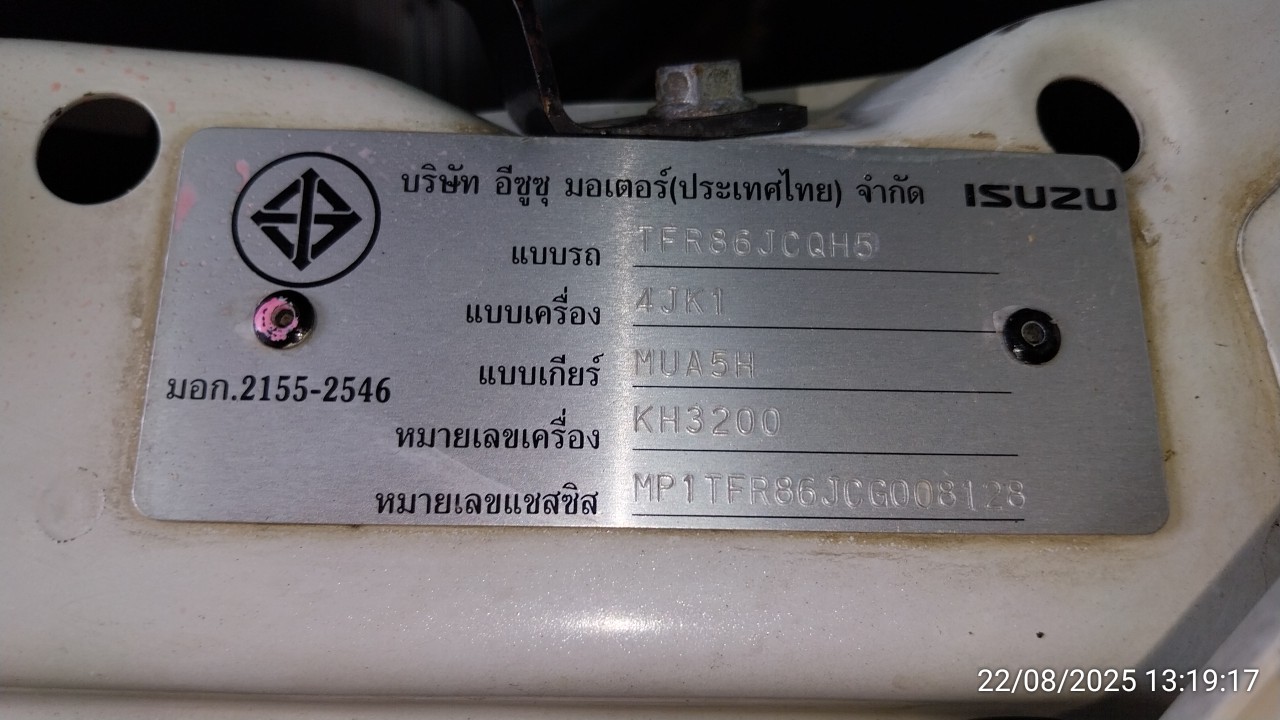 บริษัท อีซูซุ มอเตอร์(ประเทศไทย) จำกัด ISUZU
แบบรถ TFR86JCQH5
แบบเครื่อง 4JK1
แบบเกียร์ MUA5H
มอก.2155-2546
หมายเลขเครื่อง KH3200
หมายเลขแชสซิส MP1TFR86JCG008128
22/08/2025 13:19:17